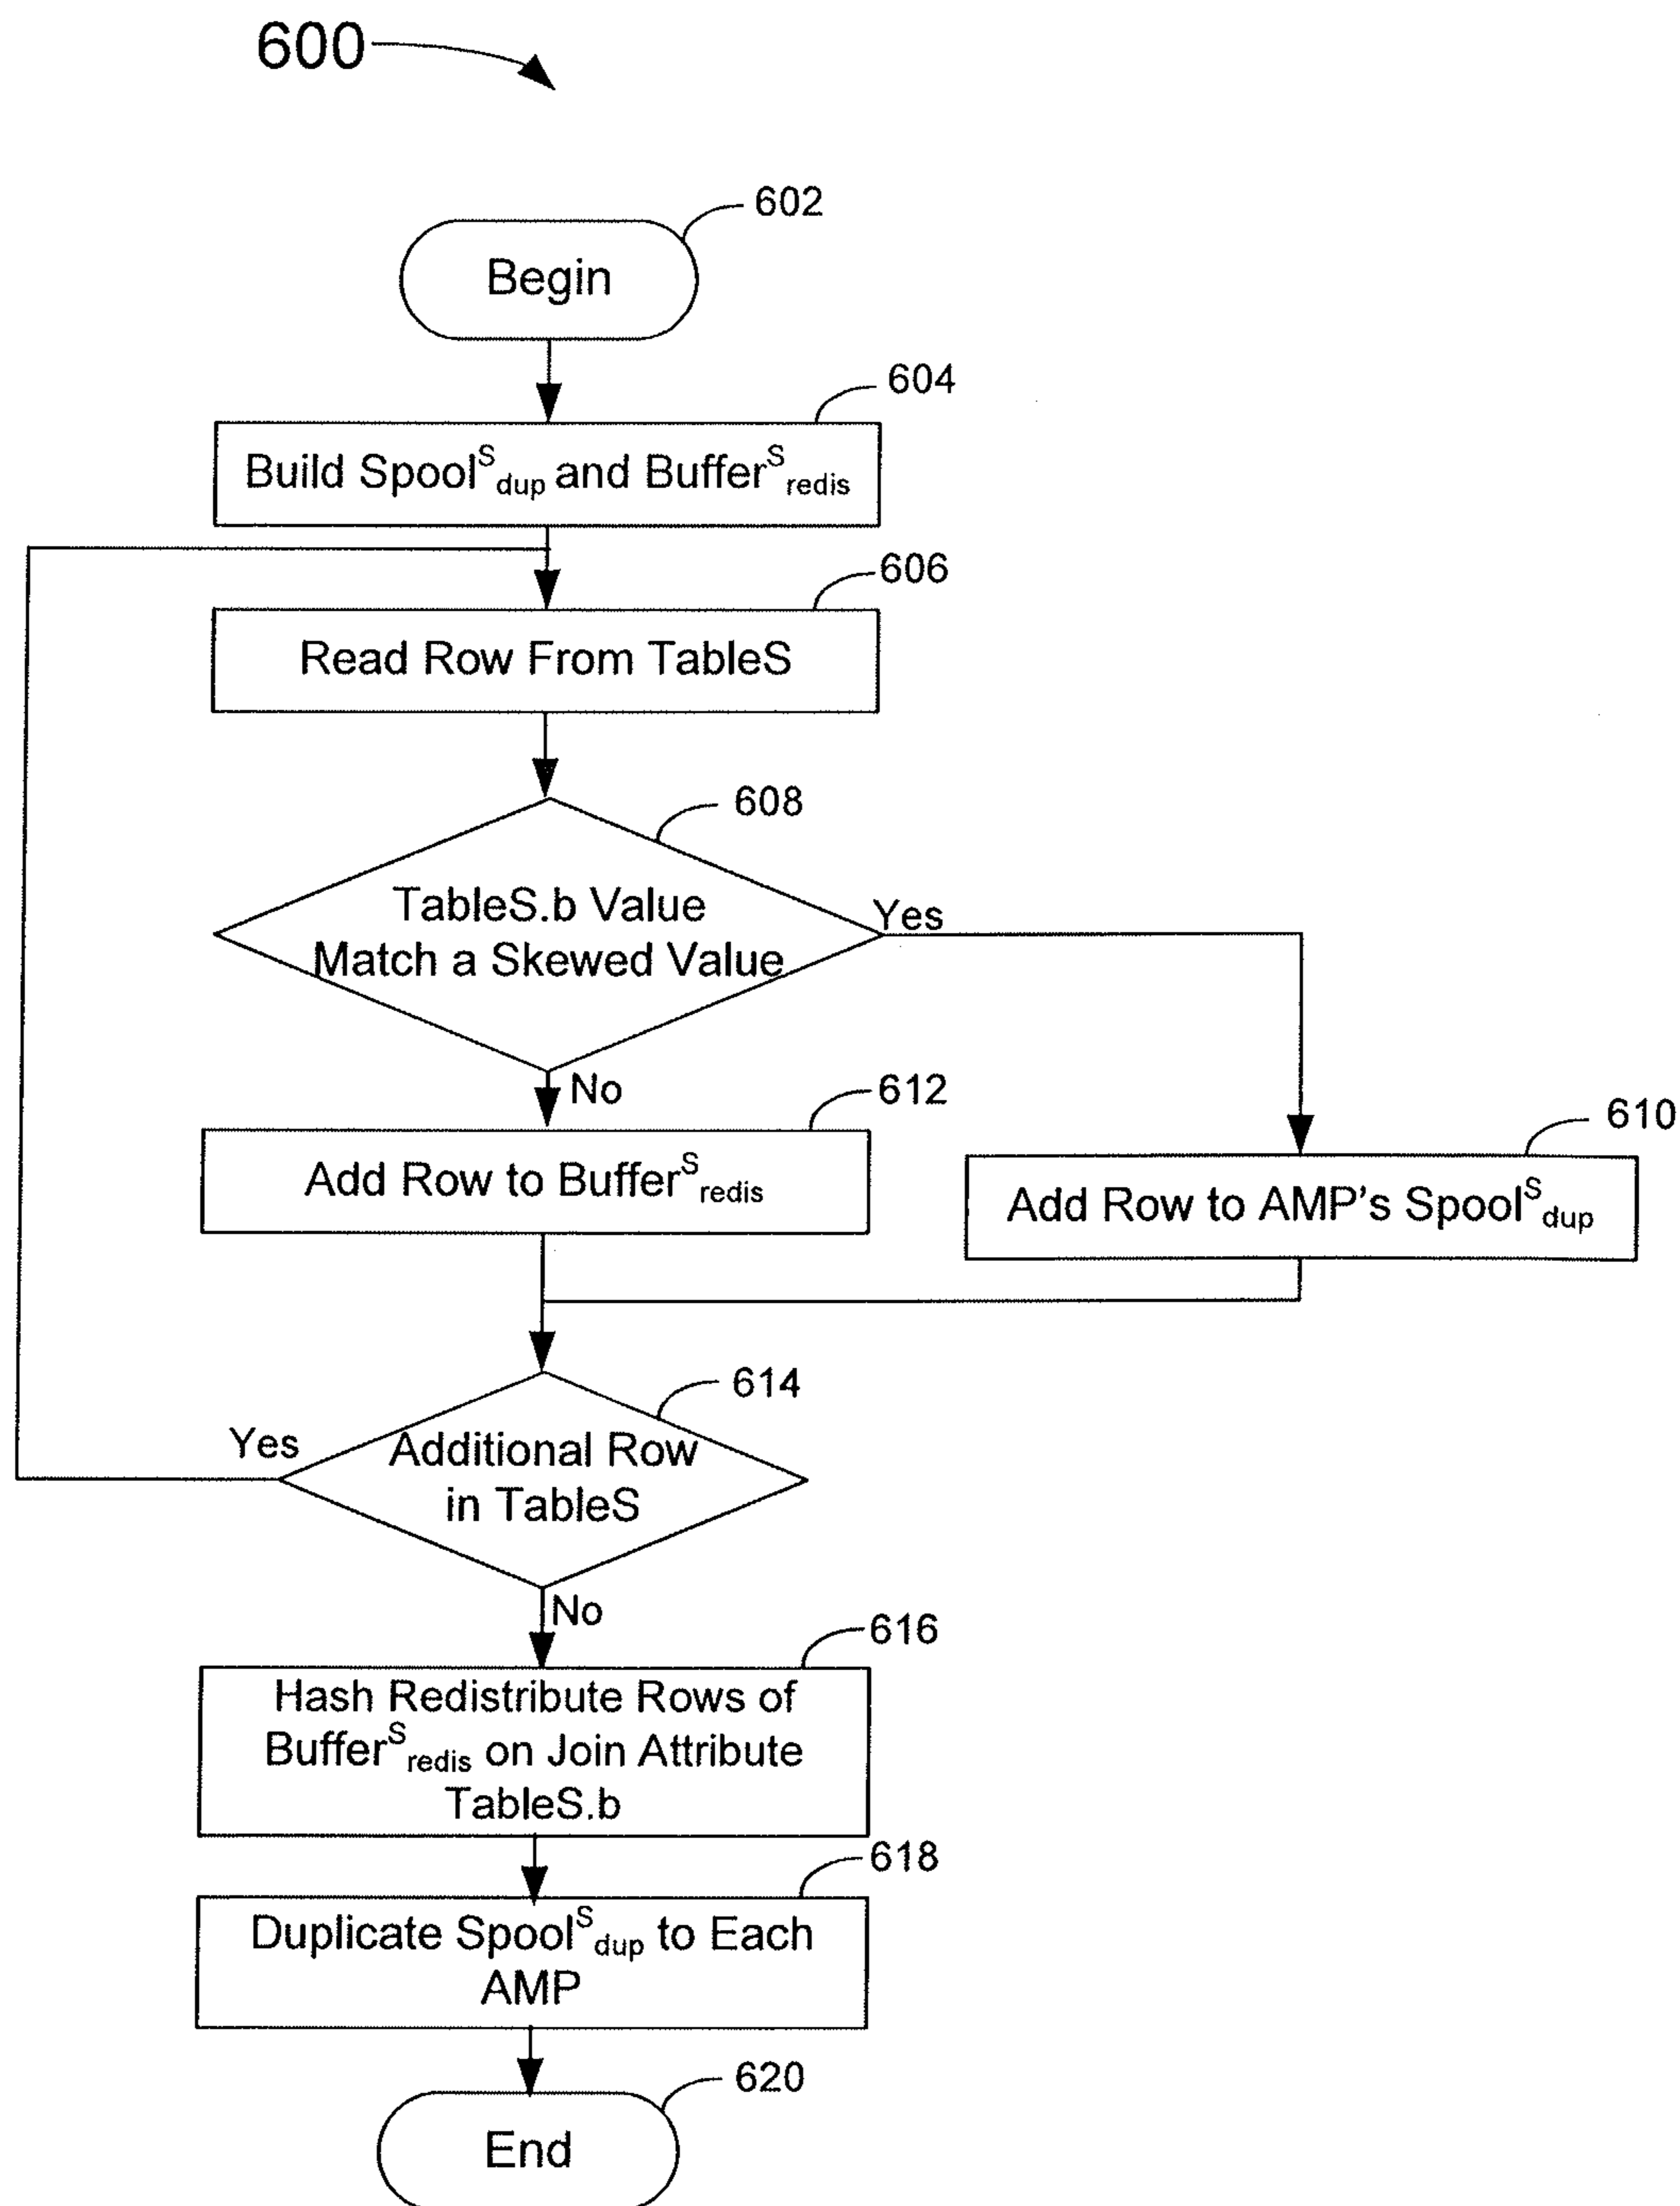 600
602
Begin
604
Build Spool^S_dup and Buffer^S_redis
606
Read Row From TableS
608
TableS.b Value
Match a Skewed Value
Yes
No
612
Add Row to Buffer^S_redis
610
Add Row to AMP's Spool^S_dup
614
Yes
Additional Row
in TableS
No
616
Hash Redistribute Rows of
Buffer^S_redis on Join Attribute
TableS.b
618
Duplicate Spool^S_dup to Each
AMP
620
End